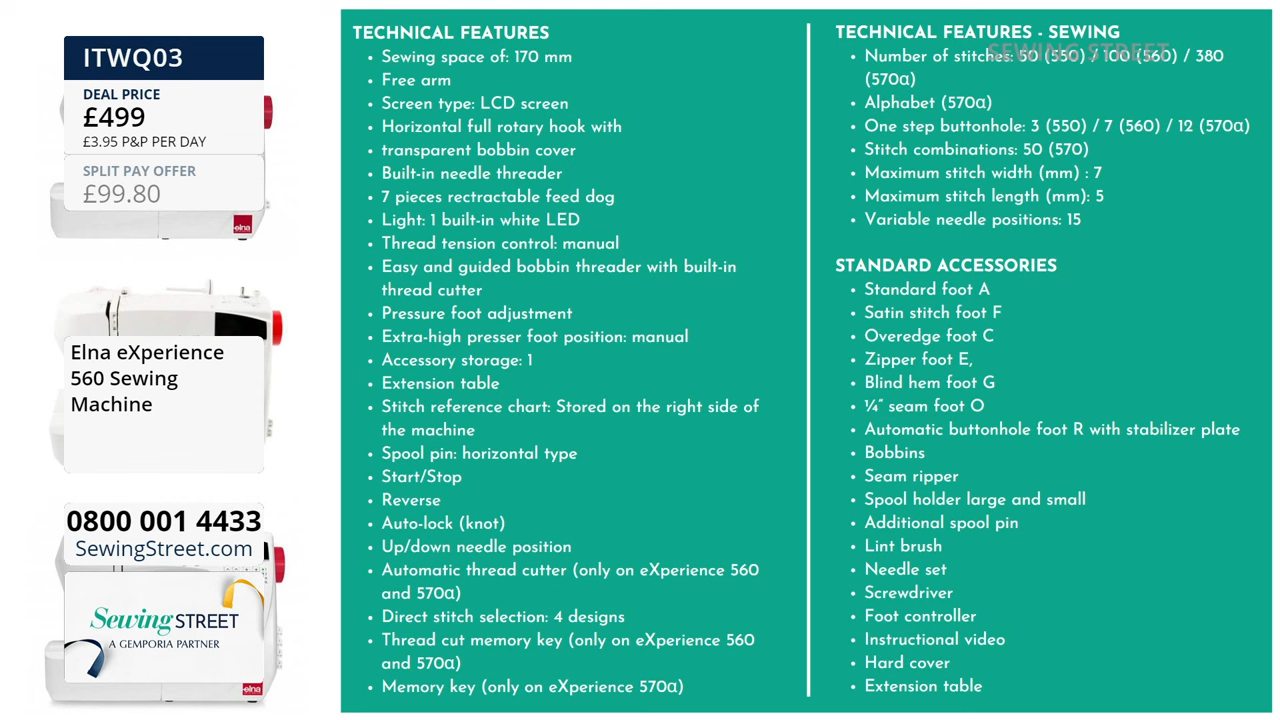 ITWQ03
DEAL PRICE
£499
£3.95 P&P PER DAY
SPLIT PAY OFFER
£99.80
elna
Elna eXperience
560 Sewing
Machine
0800 001 4433
SewingStreet.com
Sewing STREET
A GEMPORIA PARTNER
elna
TECHNICAL FEATURES
• Sewing space of: 170 mm
• Free arm
• Screen type: LCD screen
• Horizontal full rotary hook with
• transparent bobbin cover
• Built-in needle threader
• 7 pieces rectractable feed dog
• Light: 1 built-in white LED
• Thread tension control: manual
• Easy and guided bobbin threader with built-in
thread cutter
• Pressure foot adjustment
• Extra-high presser foot position: manual
• Accessory storage: 1
• Extension table
• Stitch reference chart: Stored on the right side of
the machine
• Spool pin: horizontal type
• Start/Stop
• Reverse
• Auto-lock (knot)
• Up/down needle position
• Automatic thread cutter (only on eXperience 560
and 570α)
• Direct stitch selection: 4 designs
• Thread cut memory key (only on eXperience 560
and 570α)
• Memory key (only on eXperience 570α)
TECHNICAL FEATURES - SEWING
SEWING STREET
• Number of stitches: 50 (550) / 100 (560) / 380
(570α)
• Alphabet (570α)
• One step buttonhole: 3 (550) / 7 (560) / 12 (570α)
• Stitch combinations: 50 (570)
• Maximum stitch width (mm) : 7
• Maximum stitch length (mm): 5
• Variable needle positions: 15
STANDARD ACCESSORIES
• Standard foot A
• Satin stitch foot F
• Overedge foot C
• Zipper foot E,
• Blind hem foot G
• ¼″ seam foot O
• Automatic buttonhole foot R with stabilizer plate
• Bobbins
• Seam ripper
• Spool holder large and small
• Additional spool pin
• Lint brush
• Needle set
• Screwdriver
• Foot controller
• Instructional video
• Hard cover
• Extension table